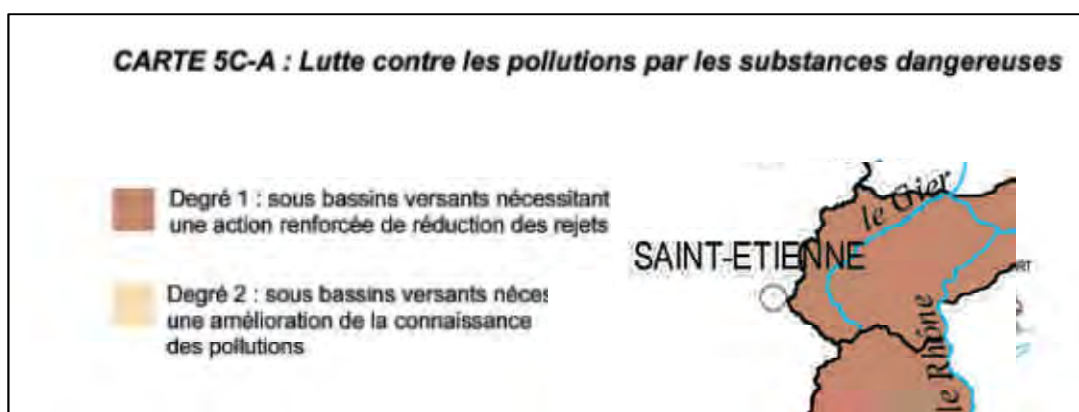 CARTE 5C-A : Lutte contre les pollutions par les substances dangereuses
Degré 1 : sous bassins versants nécessitant
une action renforcée de réduction des rejets
Degré 2 : sous bassins versants néces
une amélioration de la connaissance
des pollutions
le Gier
SAINT-ETIENNE
le Rhône